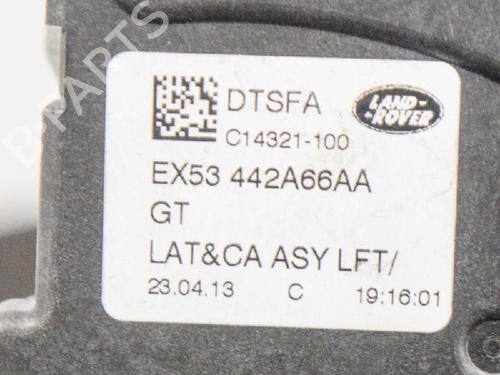 B-PARTS
DTSFA
LAND-
ROVER
C14321-100
EX53 442A66AA
GT
LAT&CA ASY LFT/
23.04.13 C 19:16:01